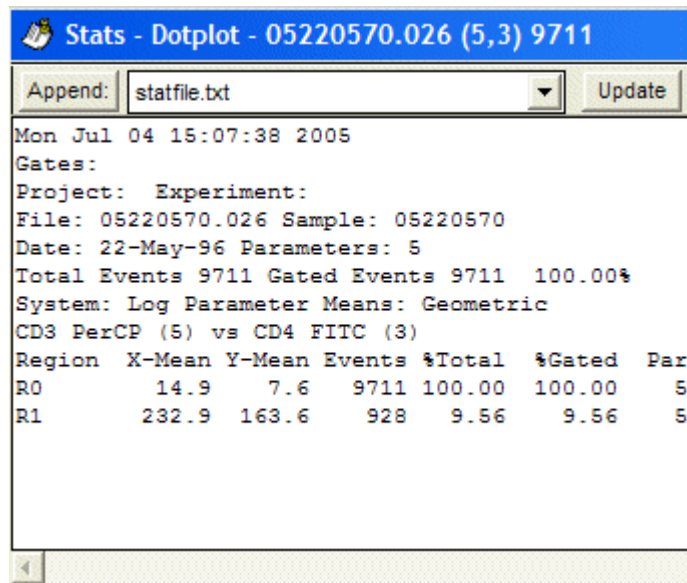 Stats - Dotplot - 05220570.026 (5,3) 9711
Append: statfile.txt Update
Mon Jul 04 15:07:38 2005
Gates:
Project: Experiment:
File: 05220570.026 Sample: 05220570
Date: 22-May-96 Parameters: 5
Total Events 9711 Gated Events 9711 100.00%
System: Log Parameter Means: Geometric
CD3 PerCP (5) vs CD4 FITC (3)
Region X-Mean Y-Mean Events %Total %Gated Par
R0 14.9 7.6 9711 100.00 100.00 5
R1 232.9 163.6 928 9.56 9.56 5